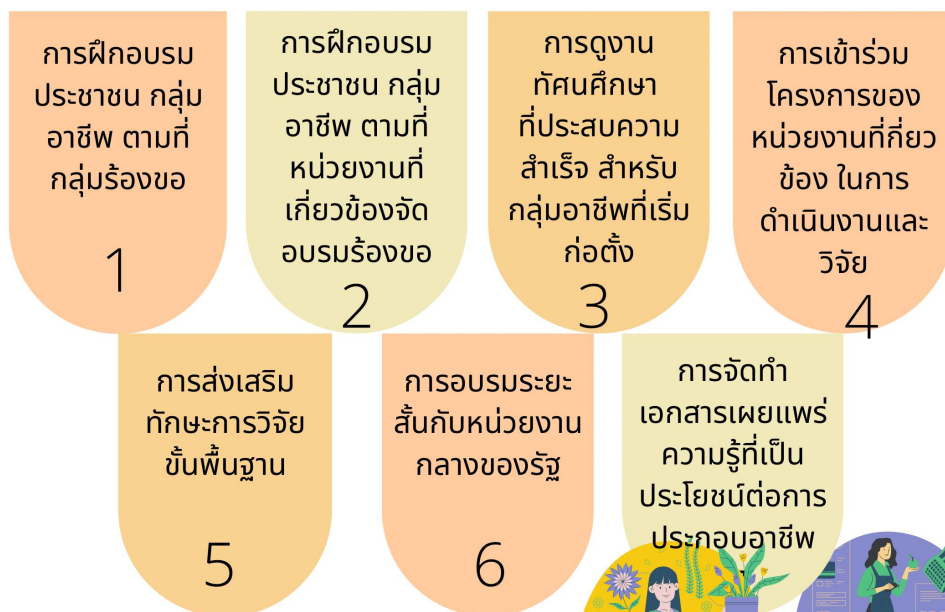 การฝึกอบรม
ประชาชน กลุ่ม
อาชีพ ตามที่
กลุ่มร้องขอ
1
การฝึกอบรม
ประชาชน กลุ่ม
อาชีพ ตามที่
หน่วยงานที่
เกี่ยวข้องจัด
อบรมร้องขอ
2
การดูงาน
ทัศนศึกษา
ที่ประสบความ
สำเร็จ สำหรับ
กลุ่มอาชีพที่เริ่ม
ก่อตั้ง
3
การเข้าร่วม
โครงการของ
หน่วยงานที่กี่ยว
ข้อง ในการ
ดำเนินงานและ
วิจัย
4
การส่งเสริม
ทักษะการวิจัย
ขั้นพื้นฐาน
5
การอบรมระยะ
สั้นกับหน่วยงาน
กลางของรัฐ
6
การจัดทำ
เอกสารเผยแพร่
ความรู้ที่เป็น
ประโยชน์ต่อการ
ประกอบอาชีพ